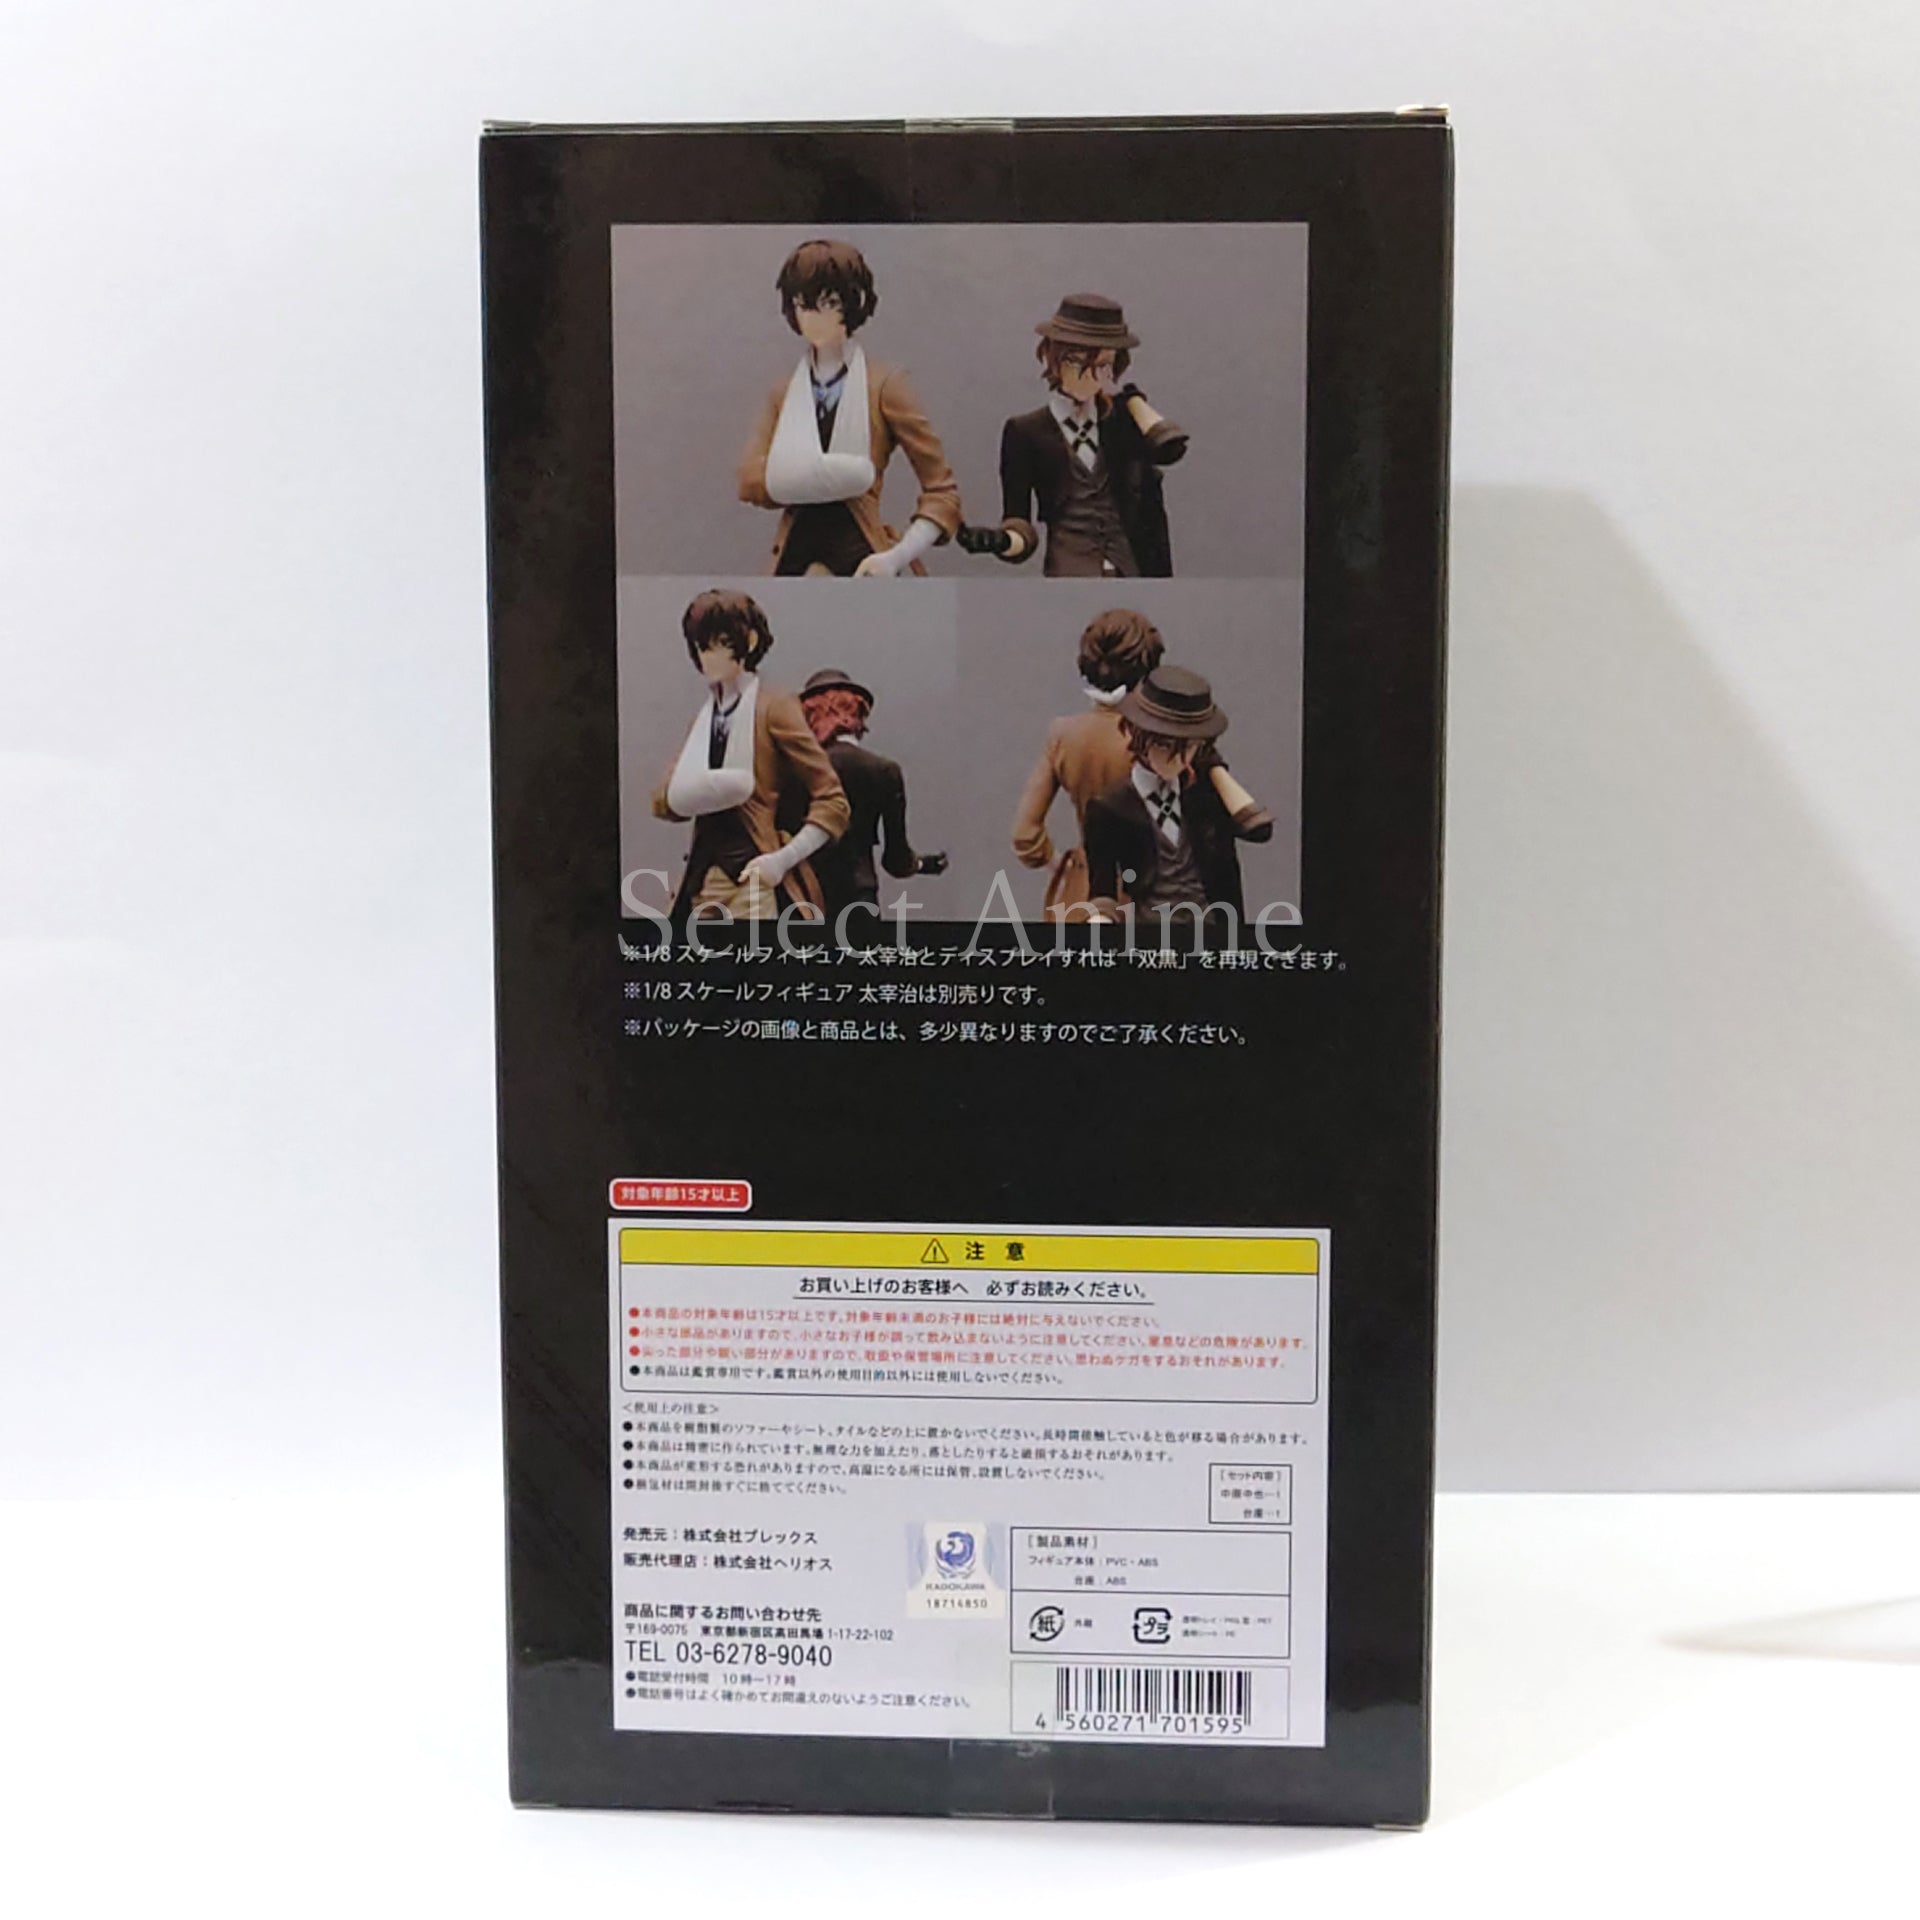 Select Anime
※1/8 スケールフィギュア 太宰治とディスプレイすれば「双黒」を再現できます。
※1/8 スケールフィギュア 太宰治は別売りです。
※パッケージの画像と商品とは、多少異なりますのでご了承ください。
対象年齢15才以上
注 意
お買い上げのお客様へ 必ずお読みください。
●本商品の対象年齢は15才以上です。対象年齢未満のお子様には絶対に与えないでください。
●小さな部品がありますので、小さなお子様が誤って飲み込まないように注意してください。窒息などの危険があります。
●尖った部分や鋭い部分がありますので、取扱や保管場所に注意してください。思わぬケガをするおそれがあります。
●本商品は鑑賞専用です。鑑賞以外の使用目的以外には使用しないでください。
＜使用上の注意＞
●本商品を樹脂製のソファーやシート、タイルなどの上に置かないでください。長時間接触していると色が移る場合があります。
●本商品は精密に作られています。無理な力を加えたり、落としたりすると破損するおそれがあります。
●本商品が変形する恐れがありますので、高温になる所には保管、設置しないでください。
●梱包材は開封後すぐに捨ててください。
[セット内容]
中原中也…1
台座…1
発売元：株式会社プレックス
販売代理店：株式会社ヘリオス
KADOKAWA
18714850
[製品素材]
フィギュア本体：PVC・ABS
台座：ABS
紙 外箱
プラ
商品に関するお問い合わせ先
〒169-0075 東京都新宿区高田馬場1-17-22-102
TEL 03-6278-9040
●電話受付時間 10時～17時
●電話番号はよく確かめてお間違えのないようご注意ください。
4 560271 701595